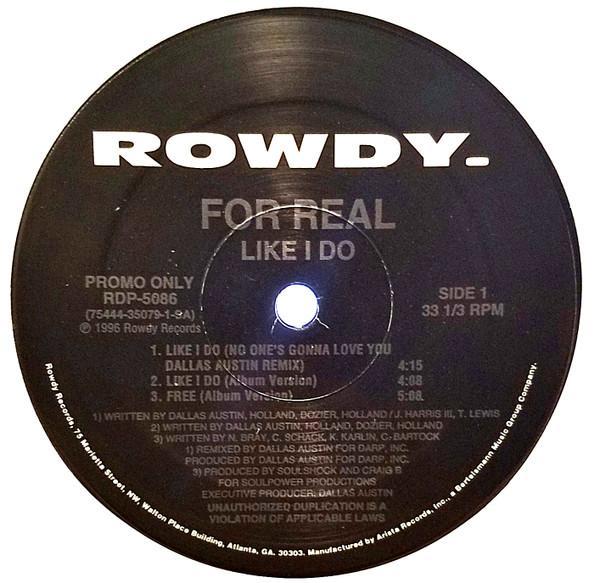 ROWDY.
FOR REAL
LIKE I DO
PROMO ONLY
RDP-5086
(75444-35079-1-SA)
℗ 1996 Rowdy Records
SIDE 1
33 1/3 RPM
1. LIKE I DO (NO ONE'S GONNA LOVE YOU
DALLAS AUSTIN REMIX) 4:15
2. LIKE I DO (Album Version) 4:08
3. FREE (Album Version) 5:08
1) WRITTEN BY DALLAS AUSTIN, HOLLAND, DOZIER, HOLLAND / J. HARRIS III, T. LEWIS
2) WRITTEN BY DALLAS AUSTIN, HOLLAND, DOZIER, HOLLAND
3) WRITTEN BY N. BRAY, C. SCHACK, K. KARLIN, C. BARTOCK
1) REMIXED BY DALLAS AUSTIN FOR DARP, INC.
PRODUCED BY DALLAS AUSTIN FOR DARP, INC.
3) PRODUCED BY SOULSHOCK AND CRAIG B
FOR SOULPOWER PRODUCTIONS
EXECUTIVE PRODUCER: DALLAS AUSTIN
UNAUTHORIZED DUPLICATION IS A
VIOLATION OF APPLICABLE LAWS
Rowdy Records, 75 Marietta Street, NW, Walton Place Building, Atlanta, GA. 30303. Manufactured by Arista Records, Inc., a Bertelsmann Music Group Company.